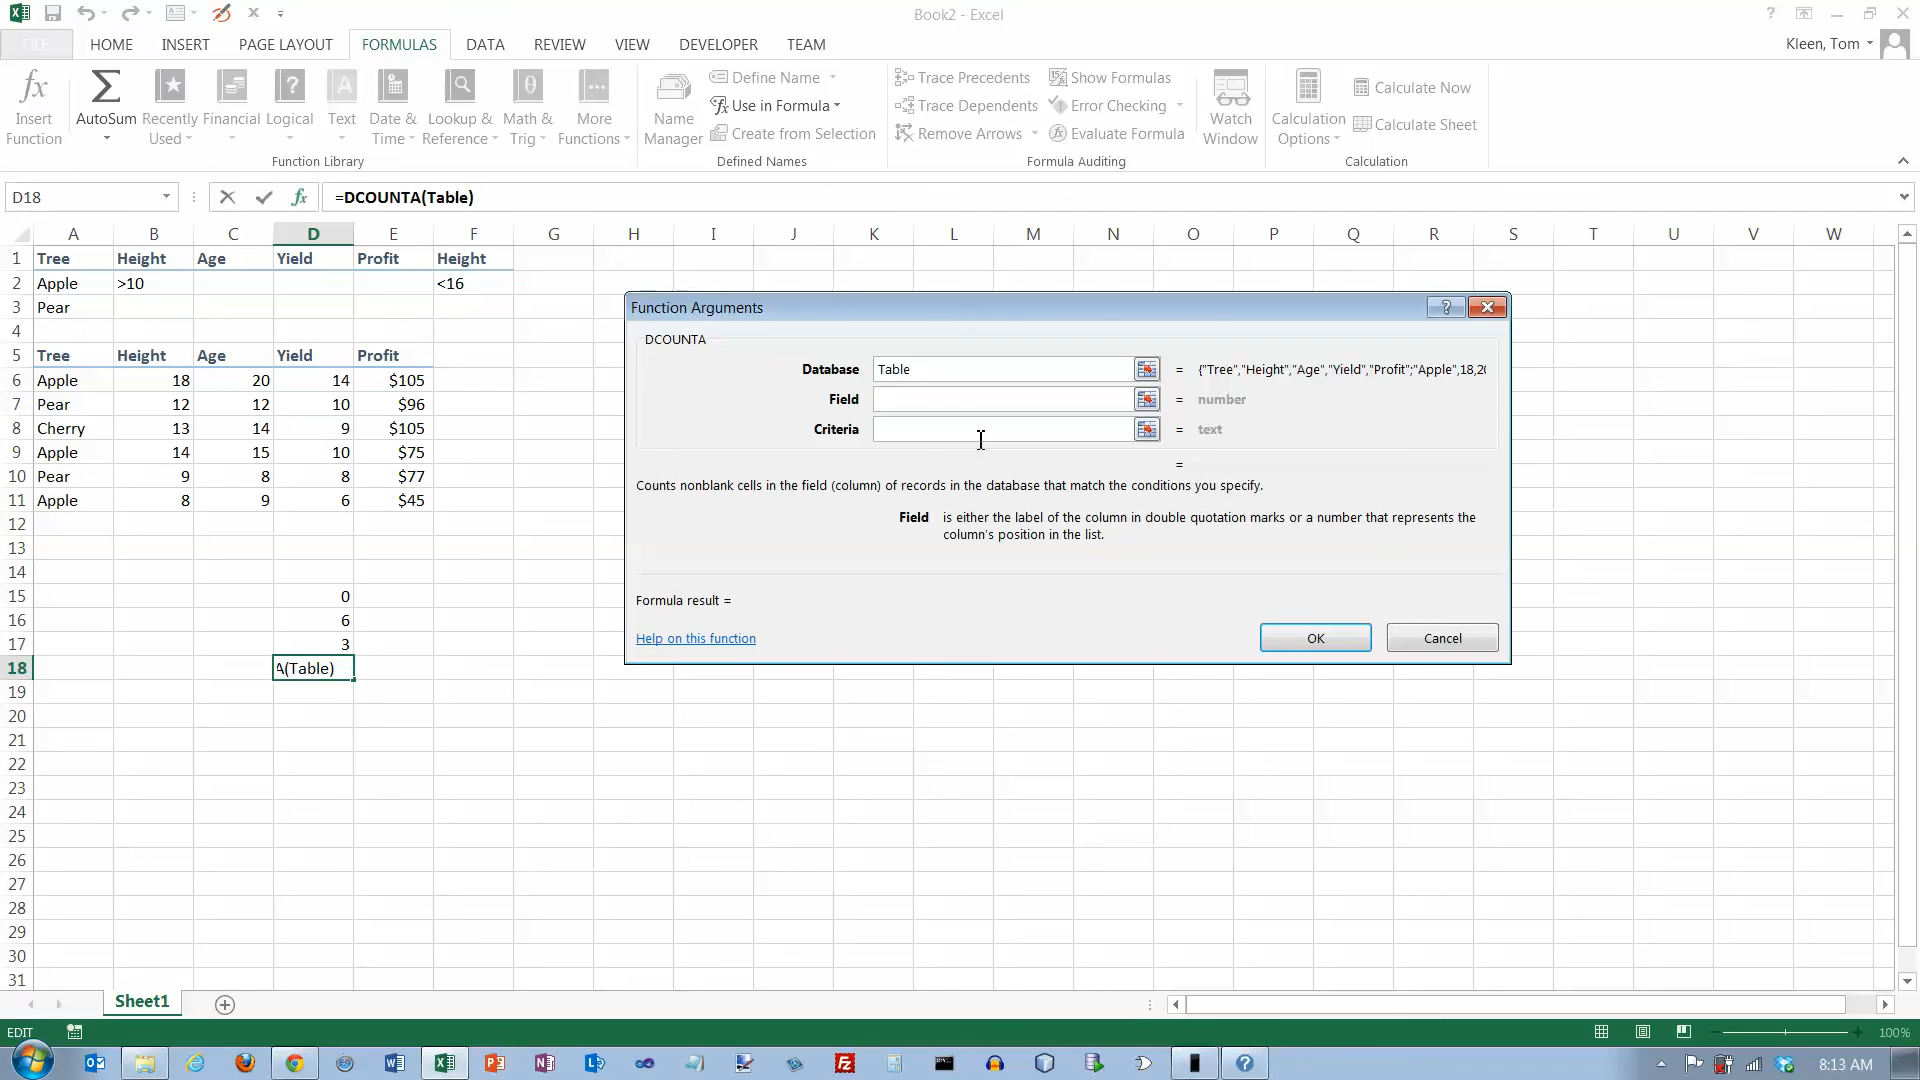 Book2 - Excel
FILE HOME INSERT PAGE LAYOUT FORMULAS DATA REVIEW VIEW DEVELOPER TEAM
Kleen, Tom
Insert Function
AutoSum
Recently Used
Financial
Logical
Text
Date & Time
Lookup & Reference
Math & Trig
More Functions
Function Library
Name Manager
Define Name
Use in Formula
Create from Selection
Defined Names
Trace Precedents
Trace Dependents
Remove Arrows
Show Formulas
Error Checking
Evaluate Formula
Formula Auditing
Watch Window
Calculation Options
Calculate Now
Calculate Sheet
Calculation
D18
=DCOUNTA(Table)
A B C D E F G H I J K L M N O P Q R S T U V W
1 Tree Height Age Yield Profit Height
2 Apple >10 <16
3 Pear
4
5 Tree Height Age Yield Profit
6 Apple 18 20 14 $105
7 Pear 12 12 10 $96
8 Cherry 13 14 9 $105
9 Apple 14 15 10 $75
10 Pear 9 8 8 $77
11 Apple 8 9 6 $45
12
13
14
15 0
16 6
17 3
18 A(Table)
19
20
21
22
23
24
25
26
27
28
29
30
31
Function Arguments
DCOUNTA
Database Table = {"Tree","Height","Age","Yield","Profit";"Apple",18,20
Field = number
Criteria = text
=
Counts nonblank cells in the field (column) of records in the database that match the conditions you specify.
Field is either the label of the column in double quotation marks or a number that represents the
column's position in the list.
Formula result =
Help on this function
OK
Cancel
Sheet1
EDIT
100%
8:13 AM